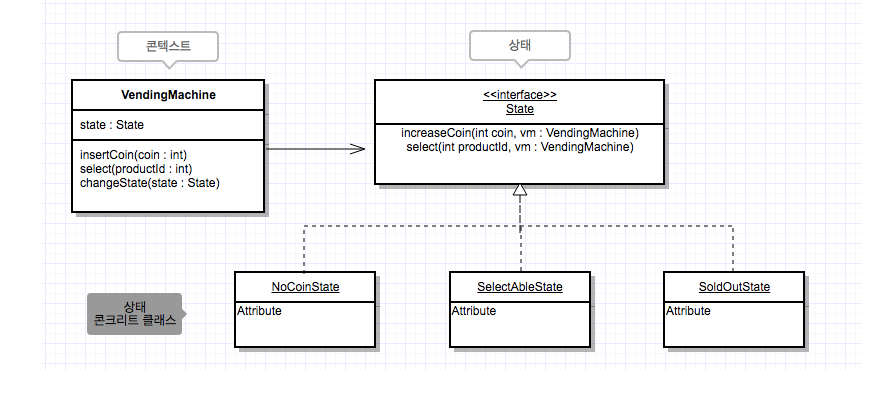 콘텍스트
상태
VendingMachine
state : State
insertCoin(coin : int)
select(productId : int)
changeState(state : State)
<<interface>>
State
increaseCoin(int coin, vm : VendingMachine)
select(int productId, vm : VendingMachine)
상태
콘크리트 클래스
NoCoinState
Attribute
SelectAbleState
Attribute
SoldOutState
Attribute